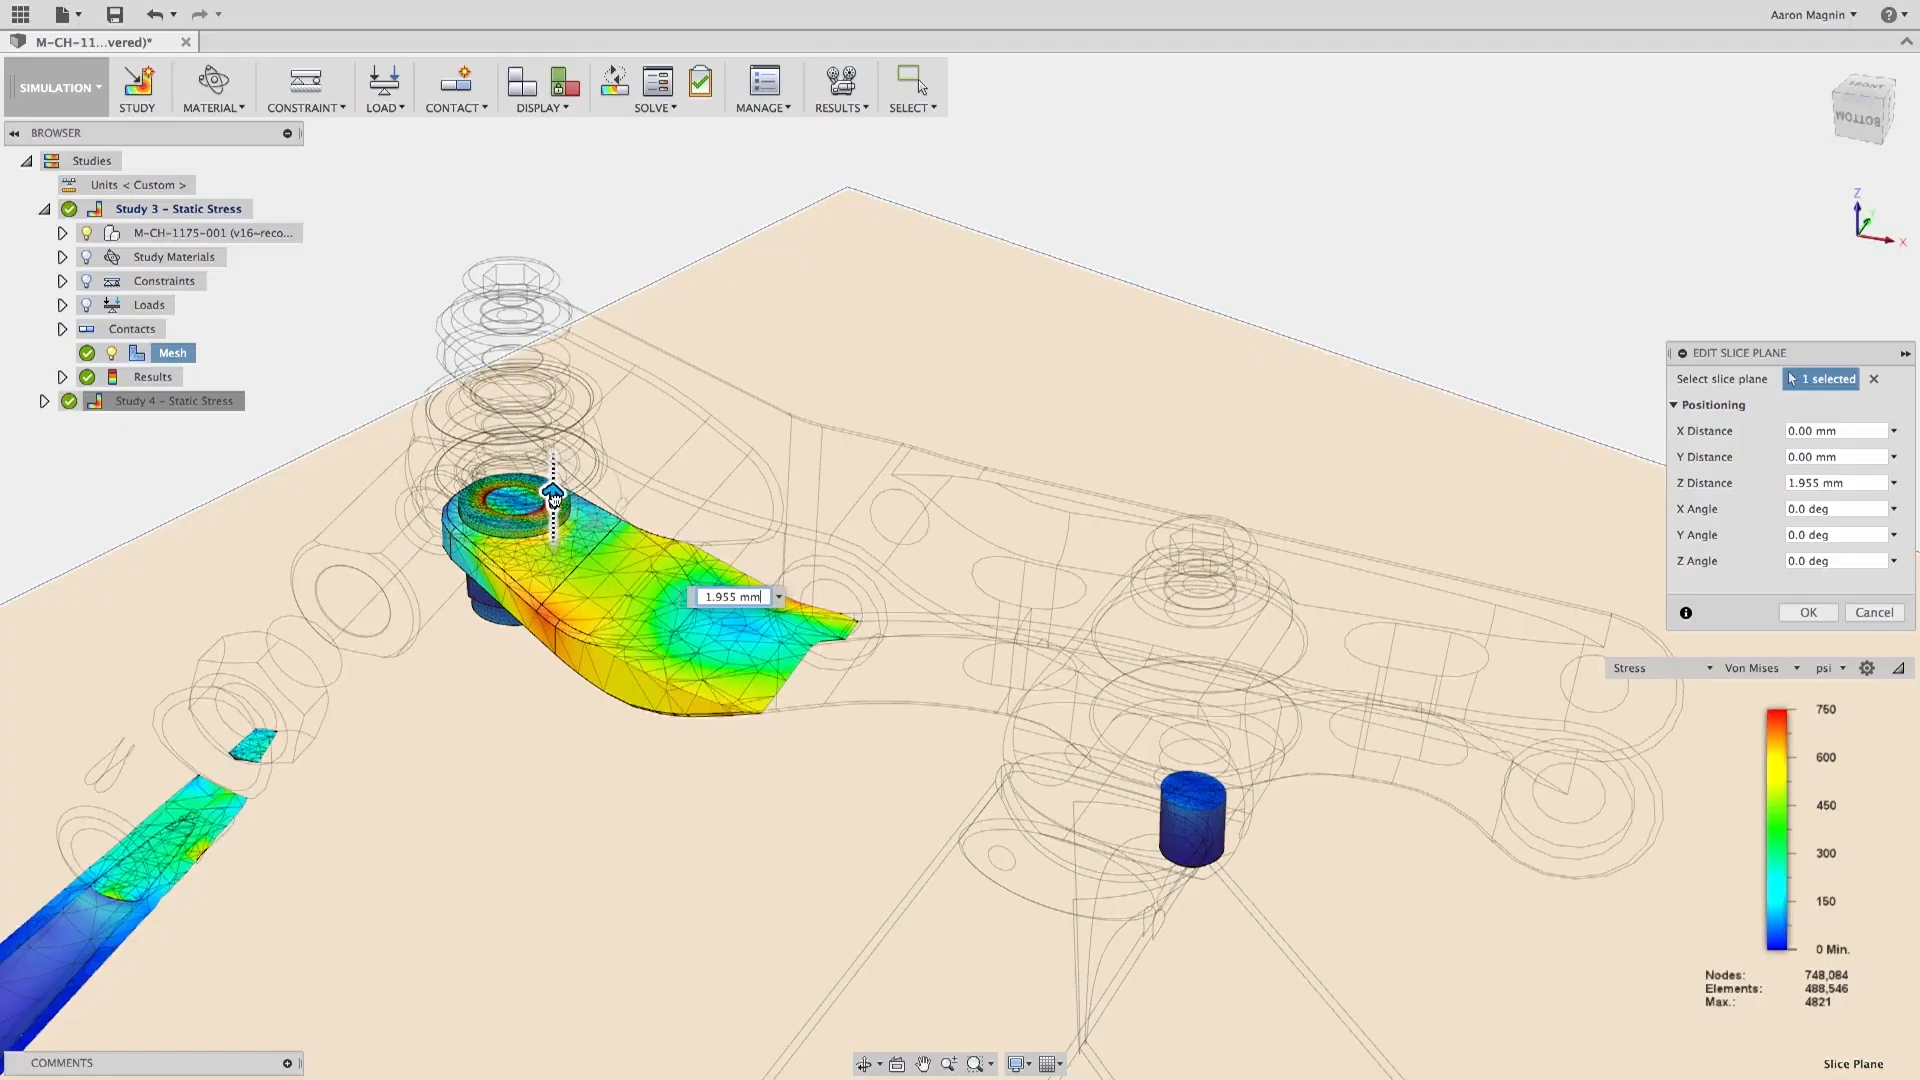 Aaron Magnin
M-CH-11...vered)*
SIMULATION
STUDY
MATERIAL
CONSTRAINT
LOAD
CONTACT
DISPLAY
SOLVE
MANAGE
RESULTS
SELECT
FRONT
BOTTOM
BROWSER
Studies
Units < Custom >
Study 3 - Static Stress
M-CH-1175-001 (v16~reco...
Study Materials
Constraints
Loads
Contacts
Mesh
Results
Study 4 - Static Stress
Z
X
EDIT SLICE PLANE
Select slice plane 1 selected
Positioning
X Distance 0.00 mm
Y Distance 0.00 mm
Z Distance 1.955 mm
X Angle 0.0 deg
Y Angle 0.0 deg
Z Angle 0.0 deg
OK Cancel
1.955 mm
Stress Von Mises psi
750
600
450
300
150
0 Min.
Nodes: 748,084
Elements: 488,546
Max.: 4821
COMMENTS
Slice Plane